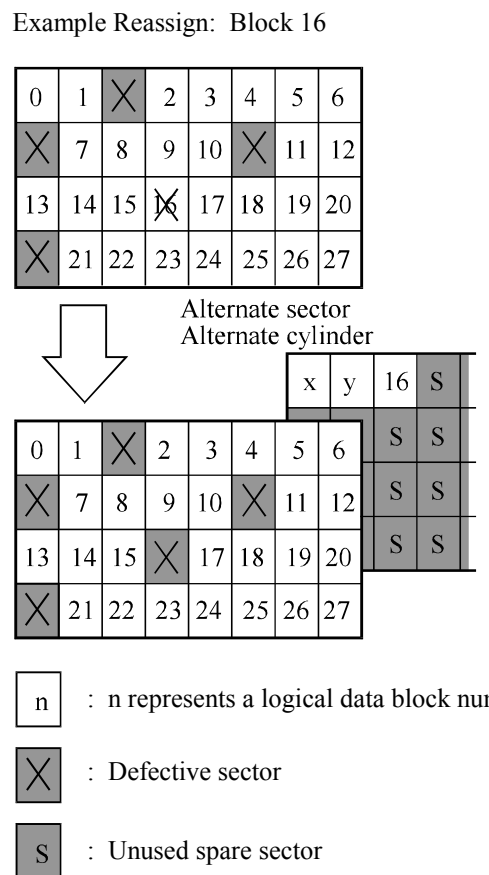 Example Reassign: Block 16
0 1 X 2 3 4 5 6
X 7 8 9 10 X 11 12
13 14 15 16 17 18 19 20
X 21 22 23 24 25 26 27
Alternate sector
Alternate cylinder
x y 16 S
S S
S S
S S
0 1 X 2 3 4 5 6
X 7 8 9 10 X 11 12
13 14 15 X 17 18 19 20
X 21 22 23 24 25 26 27
n : n represents a logical data block
X : Defective sector
S : Unused spare sector